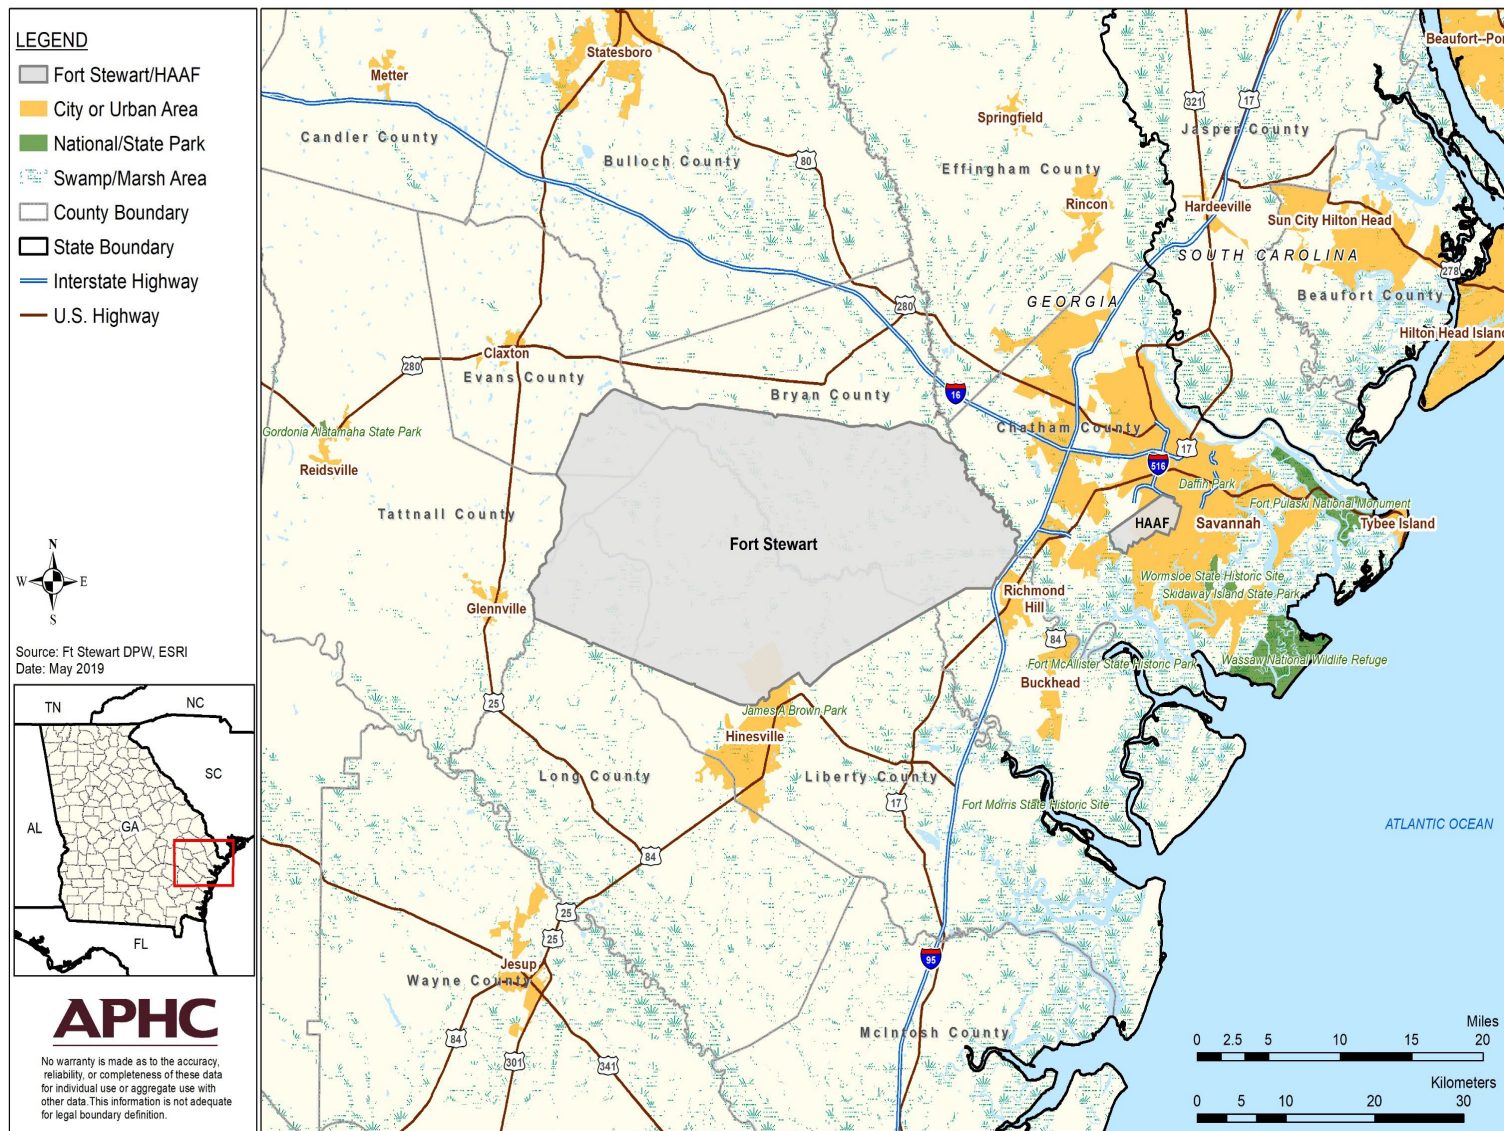 LEGEND
Fort Stewart/HAAF
City or Urban Area
National/State Park
Swamp/Marsh Area
County Boundary
State Boundary
Interstate Highway
U.S. Highway
N
W E
S
Source: Ft Stewart DPW, ESRI
Date: May 2019
TN
NC
SC
AL
GA
FL
APHC
No warranty is made as to the accuracy,
reliability, or completeness of these data
for individual use or aggregate use with
other data.This information is not adequate
for legal boundary definition.
Statesboro
Metter
Candler County
Bulloch County
80
Springfield
Effingham County
Rincon
321
17
Jasper County
Beaufort--Por
Hardeeville
Sun City Hilton Head
SOUTH CAROLINA
278
Beaufort County
GEORGIA
Hilton Head Island
280
Claxton
280
Evans County
Bryan County
16
Gordonia Alatamaha State Park
Reidsville
Chatham County
17
516
Daffin Park
Fort Pulaski National Monument
Tattnall County
HAAF
Savannah
Tybee Island
Fort Stewart
Wormsloe State Historic Site
Skidaway Island State Park
Glennville
Richmond
Hill
84
Fort McAllister State Historic Park
Wassaw National Wildlife Refuge
Buckhead
25
James A Brown Park
Hinesville
Long County
Liberty County
17
Fort Morris State Historic Site
ATLANTIC OCEAN
84
25
25
Jesup
Wayne County
95
McIntosh County
84
301
341
Miles
0 2.5 5 10 15 20
Kilometers
0 5 10 20 30